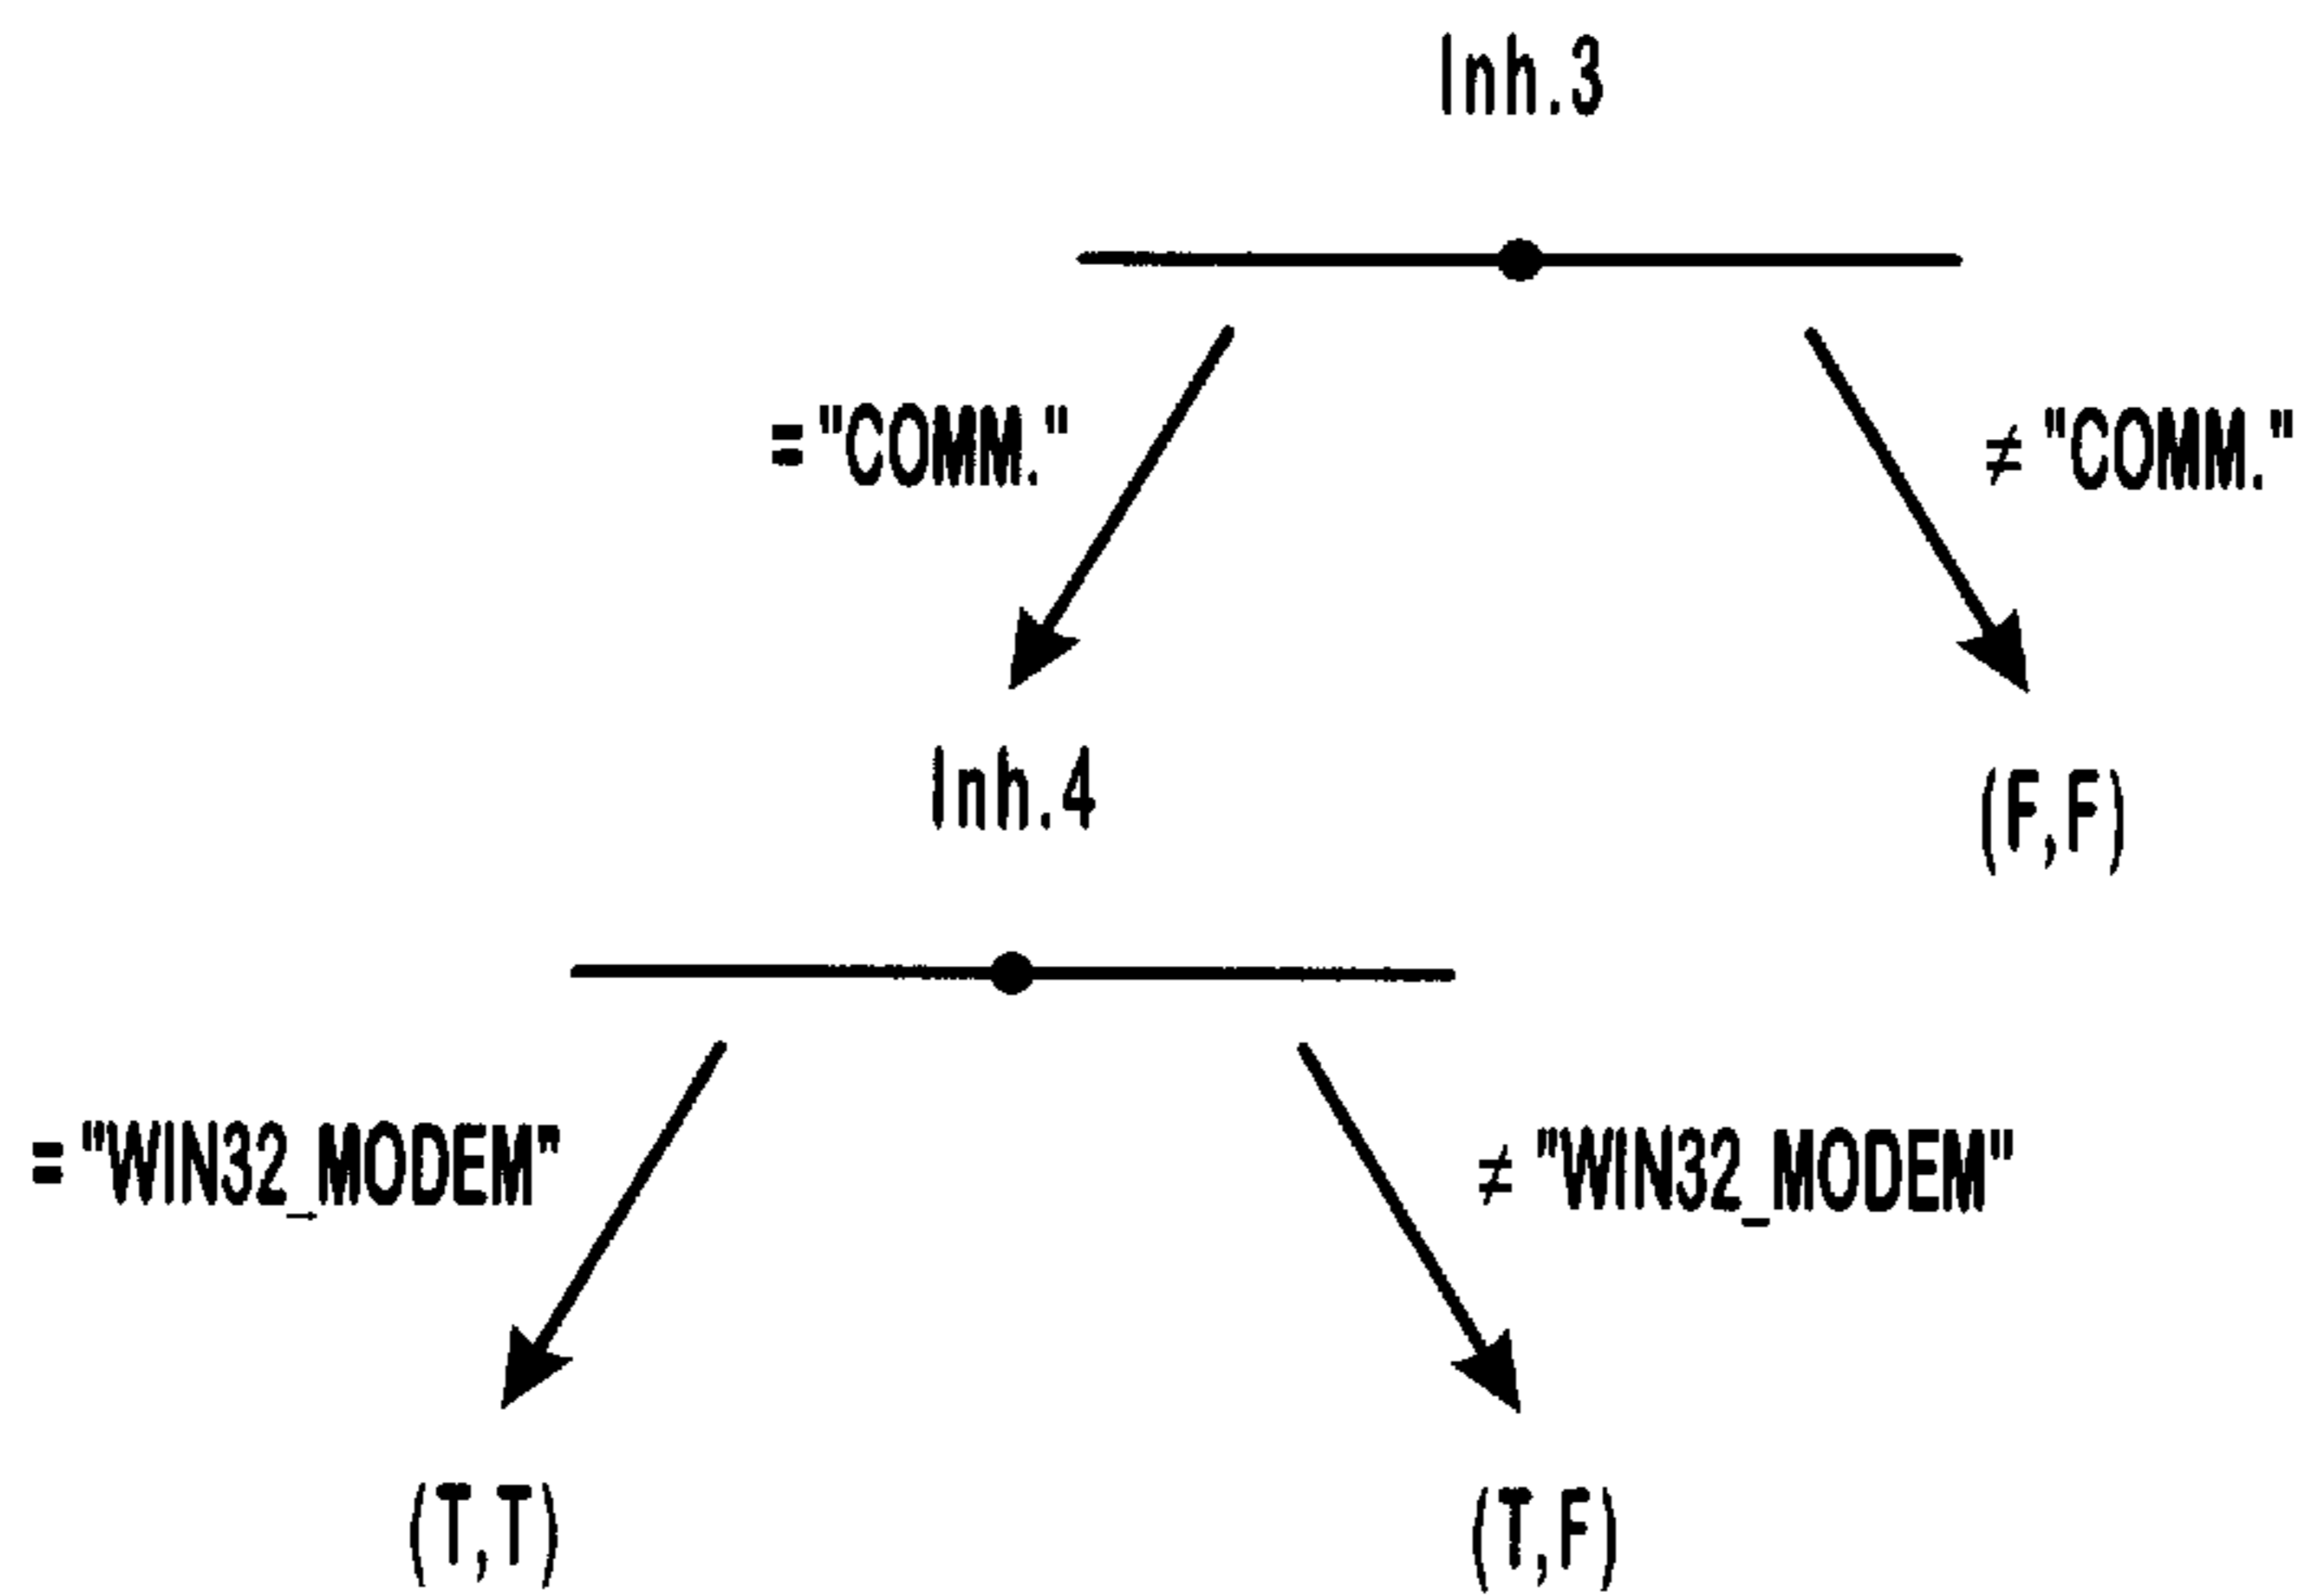 Inh.3
="COMM."
≠ "COMM."
Inh.4
(F,F)
= "WIN32_MODEM"
≠ "WIN32_MODEM"
(T,T)
(T,F)